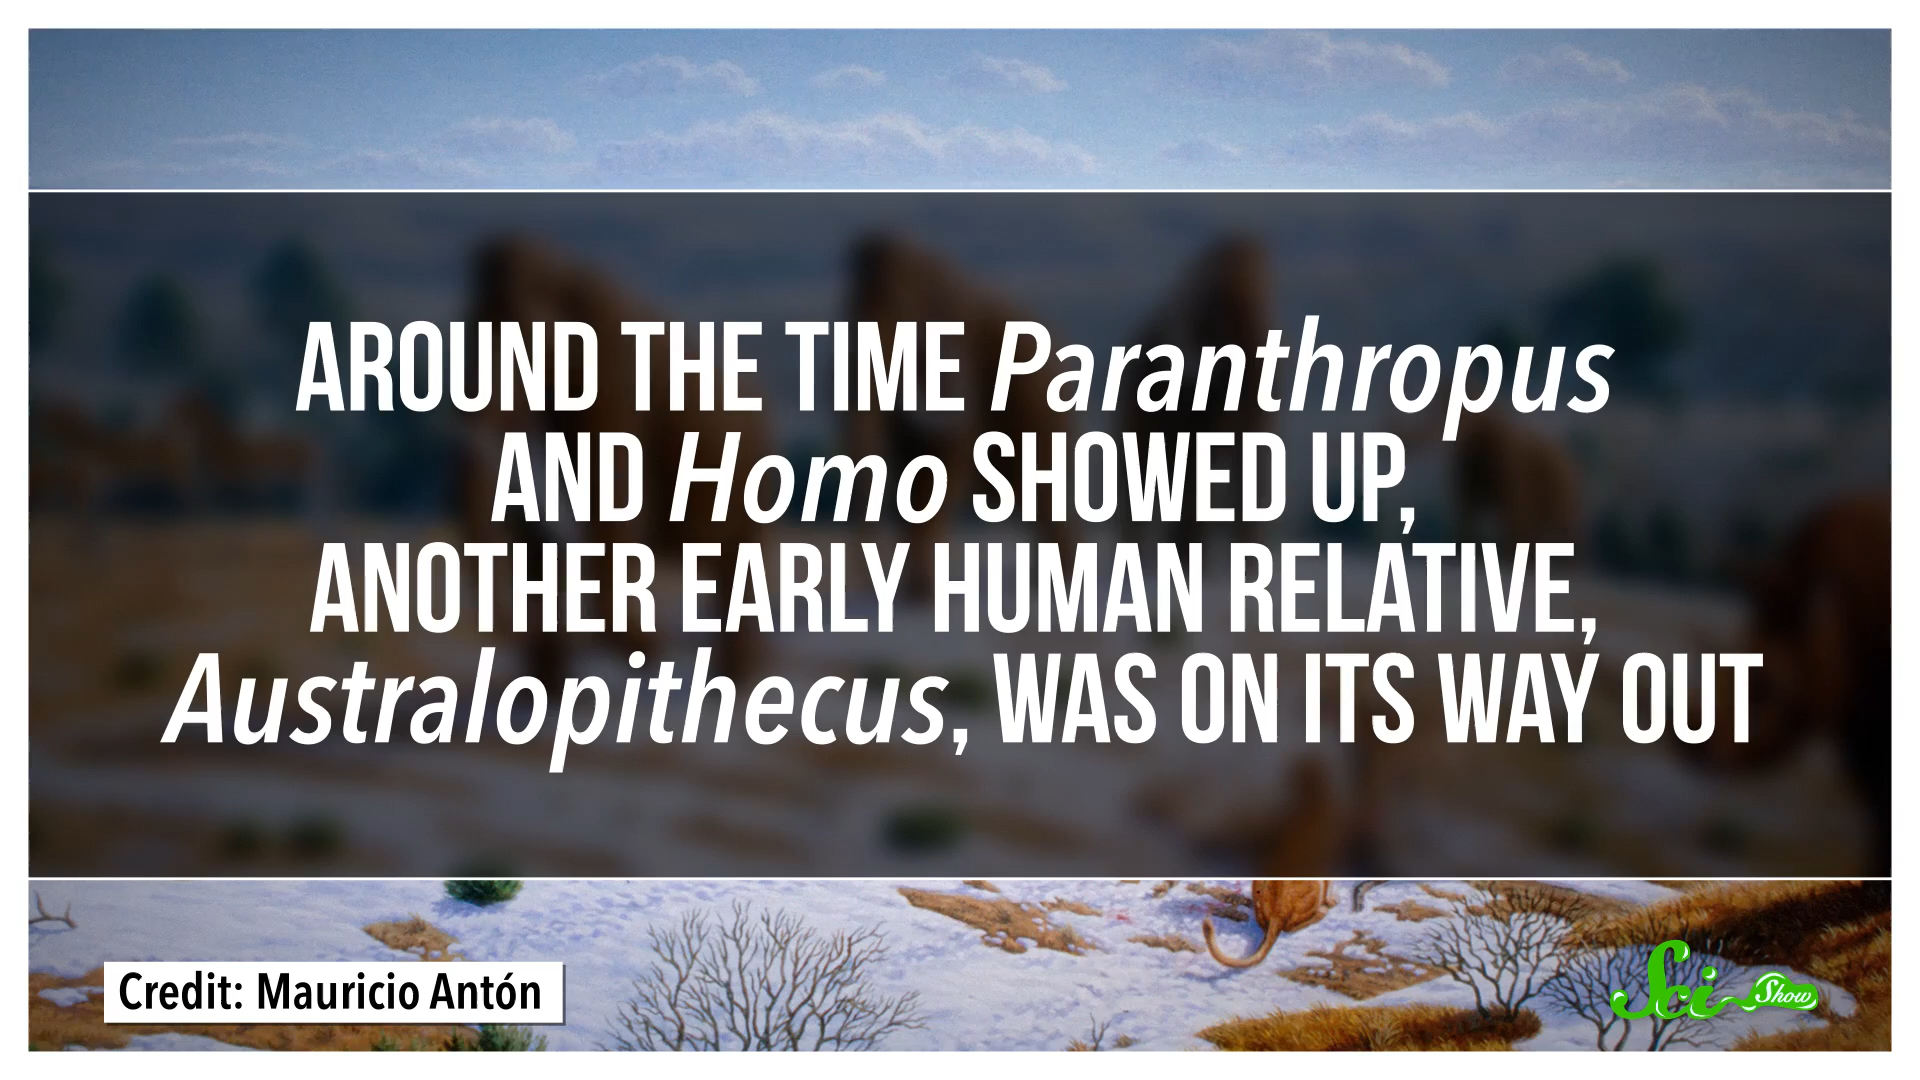 AROUND THE TIME Paranthropus
AND Homo SHOWED UP,
ANOTHER EARLY HUMAN RELATIVE,
Australopithecus, WAS ON ITS WAY OUT
Credit: Mauricio Antón
Sci Show